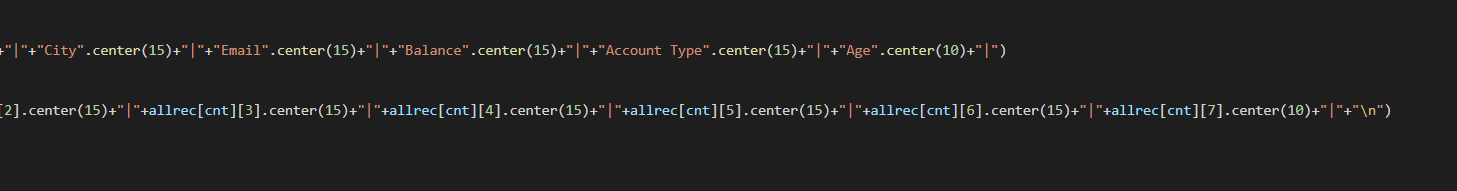 +"|"+"City".center(15)+"|"+"Email".center(15)+"|"+"Balance".center(15)+"|"+"Account Type".center(15)+"|"+"Age".center(10)+"|")
[2].center(15)+"|"+allrec[cnt][3].center(15)+"|"+allrec[cnt][4].center(15)+"|"+allrec[cnt][5].center(15)+"|"+allrec[cnt][6].center(15)+"|"+allrec[cnt][7].center(10)+"|"+"\n")